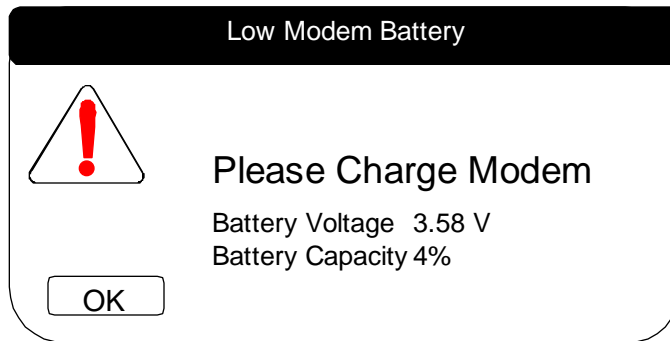 Low Modem Battery
Please Charge Modem
Battery Voltage 3.58 V
Battery Capacity 4%
OK